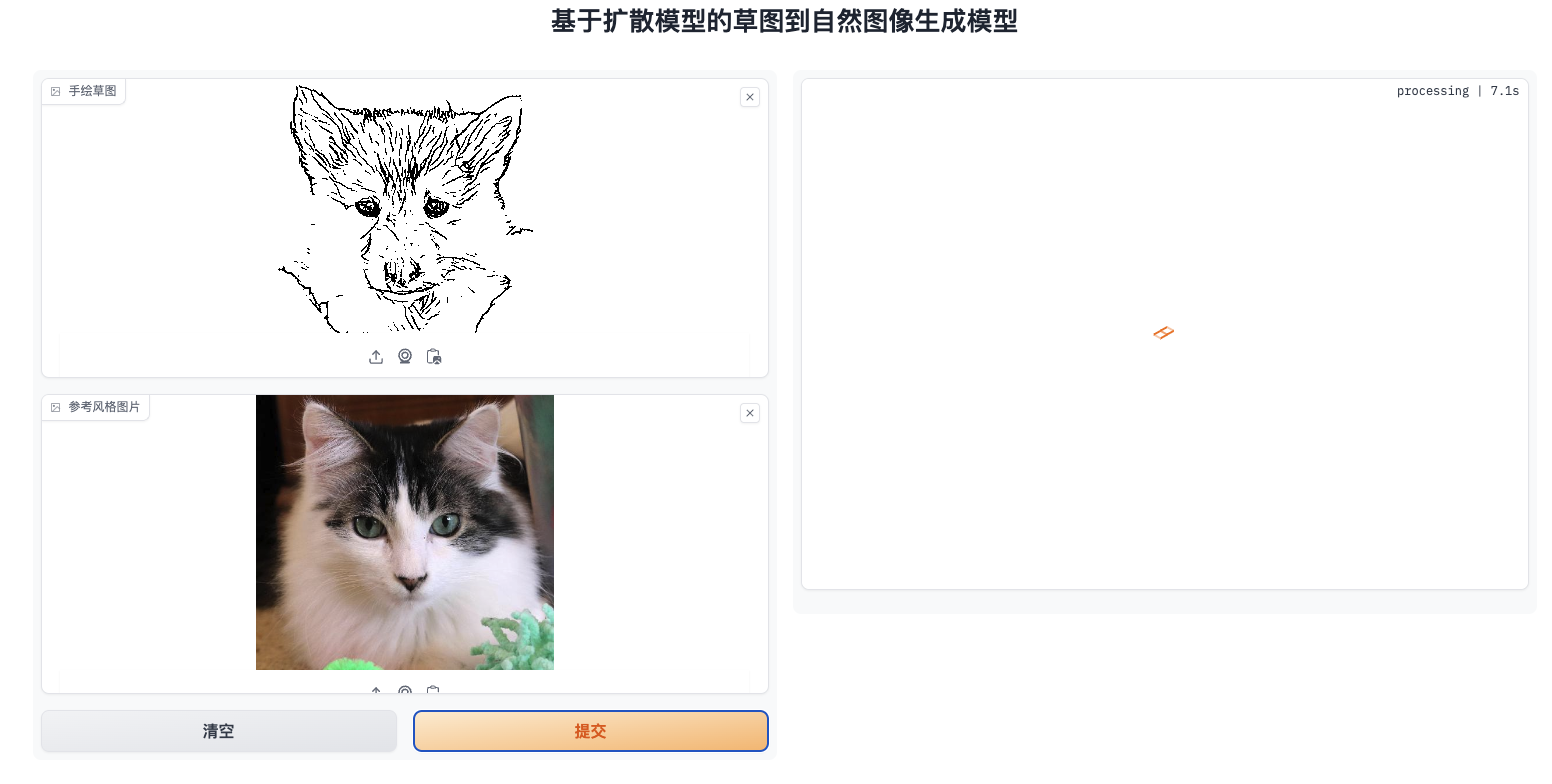 基于扩散模型的草图到自然图像生成模型
手绘草图
processing | 7.1s
参考风格图片
清空
提交